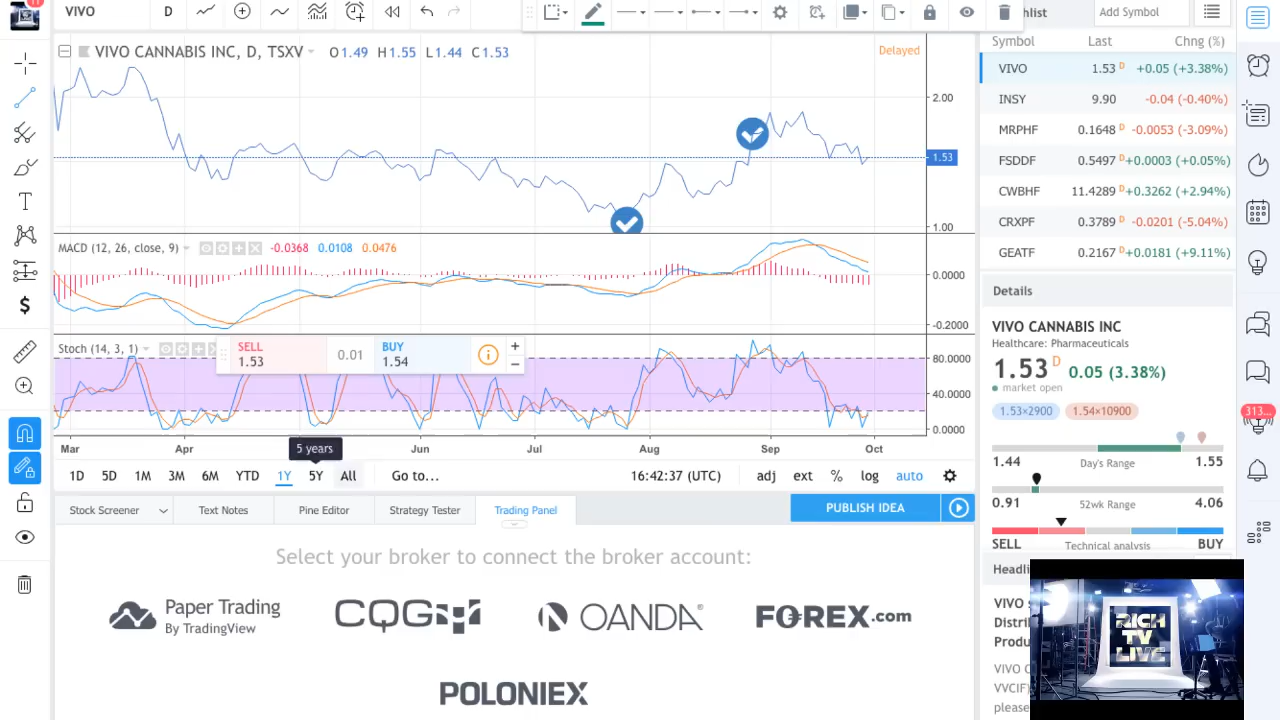 11
VIVO
D
hlist
Add Symbol
VIVO CANNABIS INC, D, TSXV
O1.49 H1.55 L1.44 C1.53
Delayed
2.00
1.53
1.00
MACD (12, 26, close, 9)
-0.0368 0.0108 0.0476
0.0000
-0.2000
Stoch (14, 3, 1)
SELL
1.53
0.01
BUY
1.54
+
−
80.0000
40.0000
0.0000
Mar Apr Jun Jul Aug Sep Oct
5 years
1D 5D 1M 3M 6M YTD 1Y 5Y All Go to...
16:42:37 (UTC) adj ext % log auto
Stock Screener Text Notes Pine Editor Strategy Tester Trading Panel
PUBLISH IDEA
Select your broker to connect the broker account:
Paper Trading
By TradingView
CQG
OANDA
FOREX.com
POLONIEX
Symbol Last Chng (%)
VIVO 1.53 D +0.05 (+3.38%)
INSY 9.90 -0.04 (-0.40%)
MRPHF 0.1648 D -0.0053 (-3.09%)
FSDDF 0.5497 D +0.0003 (+0.05%)
CWBHF 11.4289 D +0.3262 (+2.94%)
CRXPF 0.3789 D -0.0201 (-5.04%)
GEATF 0.2167 D +0.0181 (+9.11%)
Details
VIVO CANNABIS INC
Healthcare: Pharmaceuticals
1.53 D 0.05 (3.38%)
market open
1.53×2900 1.54×10900
1.44 Day's Range 1.55
0.91 52wk Range 4.06
SELL Technical analysis BUY
Headli
VIVO
Distri
Produ
VIVO C
VVCIF)
please
RICH
TV
LIVE
313...
T
$